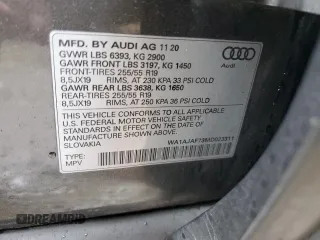 MFD. BY AUDI AG 11 20
GVWR LBS 6393, KG 2900
GAWR FRONT LBS 3197, KG 1450
FRONT-TIRES 255/55 R19
8,5JX19 RIMS, AT 230 KPA 33 PSI COLD
GAWR REAR LBS 3638, KG 1650
REAR-TIRES 255/55 R19
8,5JX19 RIMS, AT 250 KPA 36 PSI COLD
Audi
THIS VEHICLE CONFORMS TO ALL APPLICABLE
U.S. FEDERAL MOTOR VEHICLE SAFETY
AND THEFT PREVENTION STANDARDS IN EFFECT
ON THE DATE OF MANUFACTURE SHOWN ABOVE.
SLOVAKIA
TYPE:
MPV